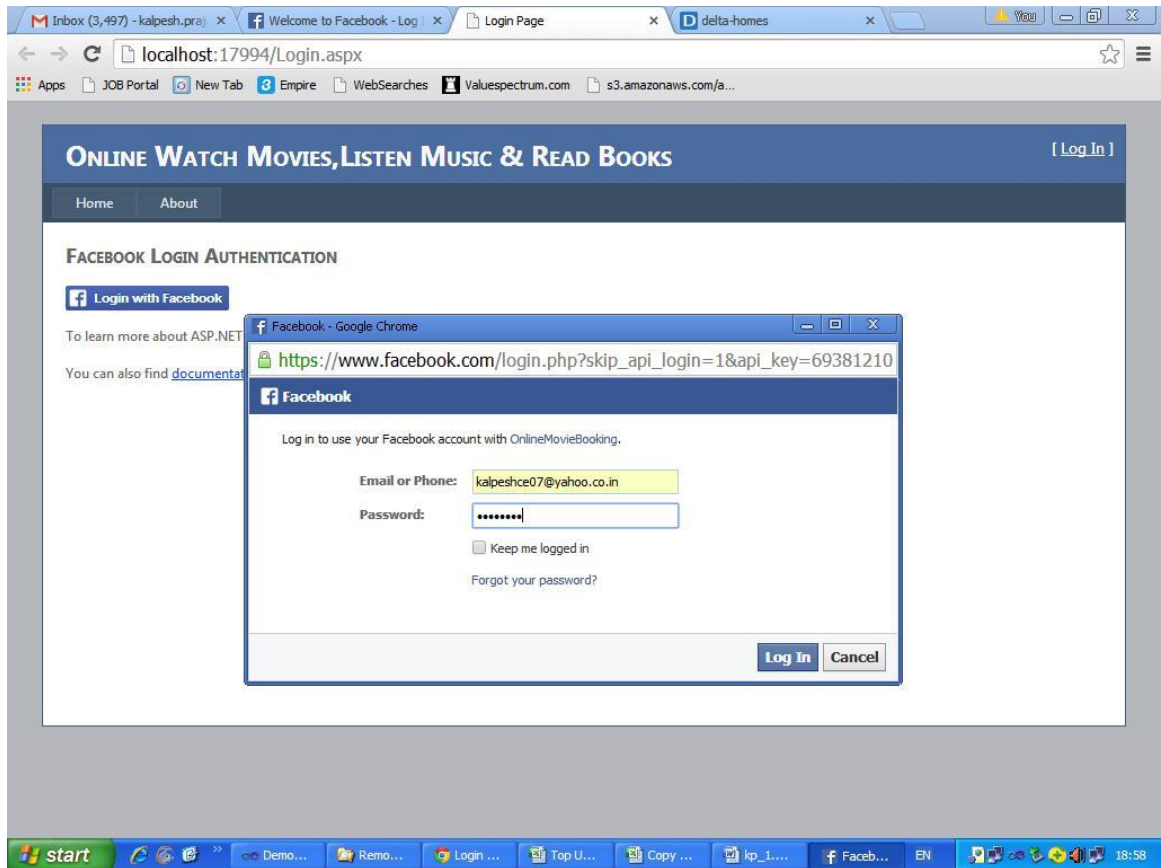 Inbox (3,497) - kalpesh.praj
Welcome to Facebook - Log I
Login Page
delta-homes
You
localhost:17994/Login.aspx
Apps JOB Portal New Tab Empire WebSearches Valuespectrum.com s3.amazonaws.com/a...
ONLINE WATCH MOVIES,LISTEN MUSIC & READ BOOKS
[ Log In ]
Home About
FACEBOOK LOGIN AUTHENTICATION
Login with Facebook
To learn more about ASP.NET
You can also find documentat
Facebook - Google Chrome
https://www.facebook.com/login.php?skip_api_login=1&api_key=69381210
Facebook
Log in to use your Facebook account with OnlineMovieBooking.
Email or Phone: kalpeshce07@yahoo.co.in
Password: ••••••••
Keep me logged in
Forgot your password?
Log In Cancel
start Demo... Remo... Login ... Top U... Copy ... kp_1.... Faceb... EN 18:58